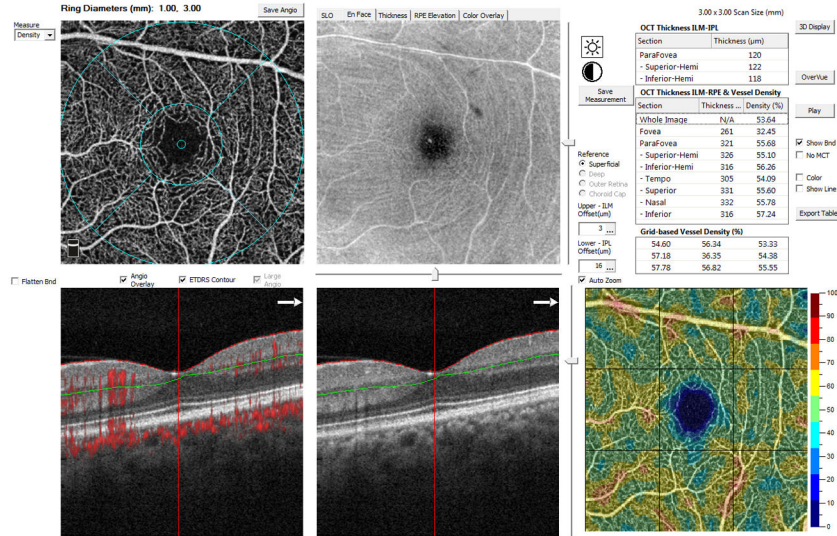 Ring Diameters (mm): 1.00, 3.00
Save Angio
Measure
Density
SLO En Face Thickness RPE Elevation Color Overlay
Save Measurement
Reference
Superficial
Deep
Outer Retina
Choroid Cap
Upper - ILM
Offset(um)
3 ...
Lower - IPL
Offset(um)
16 ...
Auto Zoom
3.00 x 3.00 Scan Size (mm)
OCT Thickness ILM-IPL
Section Thickness (μm)
ParaFovea 120
- Superior-Hemi 122
- Inferior-Hemi 118
OCT Thickness ILM-RPE & Vessel Density
Section Thickness ... Density (%)
Whole Image N/A 53.64
Fovea 261 32.45
ParaFovea 321 55.68
- Superior-Hemi 326 55.10
- Inferior-Hemi 316 56.26
- Tempo 305 54.09
- Superior 331 55.60
- Nasal 332 55.78
- Inferior 316 57.24
Grid-based Vessel Density (%)
54.60 56.34 53.33
57.18 36.35 54.38
57.78 56.82 55.55
3D Display
OverVue
Play
Show Bnd
No MCT
Color
Show Line
Export Table
Flatten Bnd
Angio Overlay
ETDRS Contour
Large Angio
100
90
80
70
60
50
40
30
20
10
0